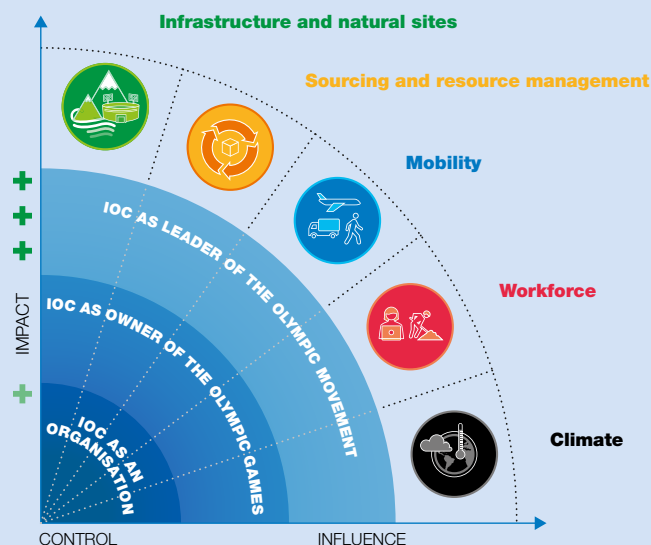 Infrastructure and natural sites
Sourcing and resource management
Mobility
Workforce
Climate
IOC AS LEADER OF THE OLYMPIC MOVEMENT
IOC AS OWNER OF THE OLYMPIC GAMES
IOC AS AN
ORGANISATION
+
+
+
IMPACT
+
CONTROL
INFLUENCE